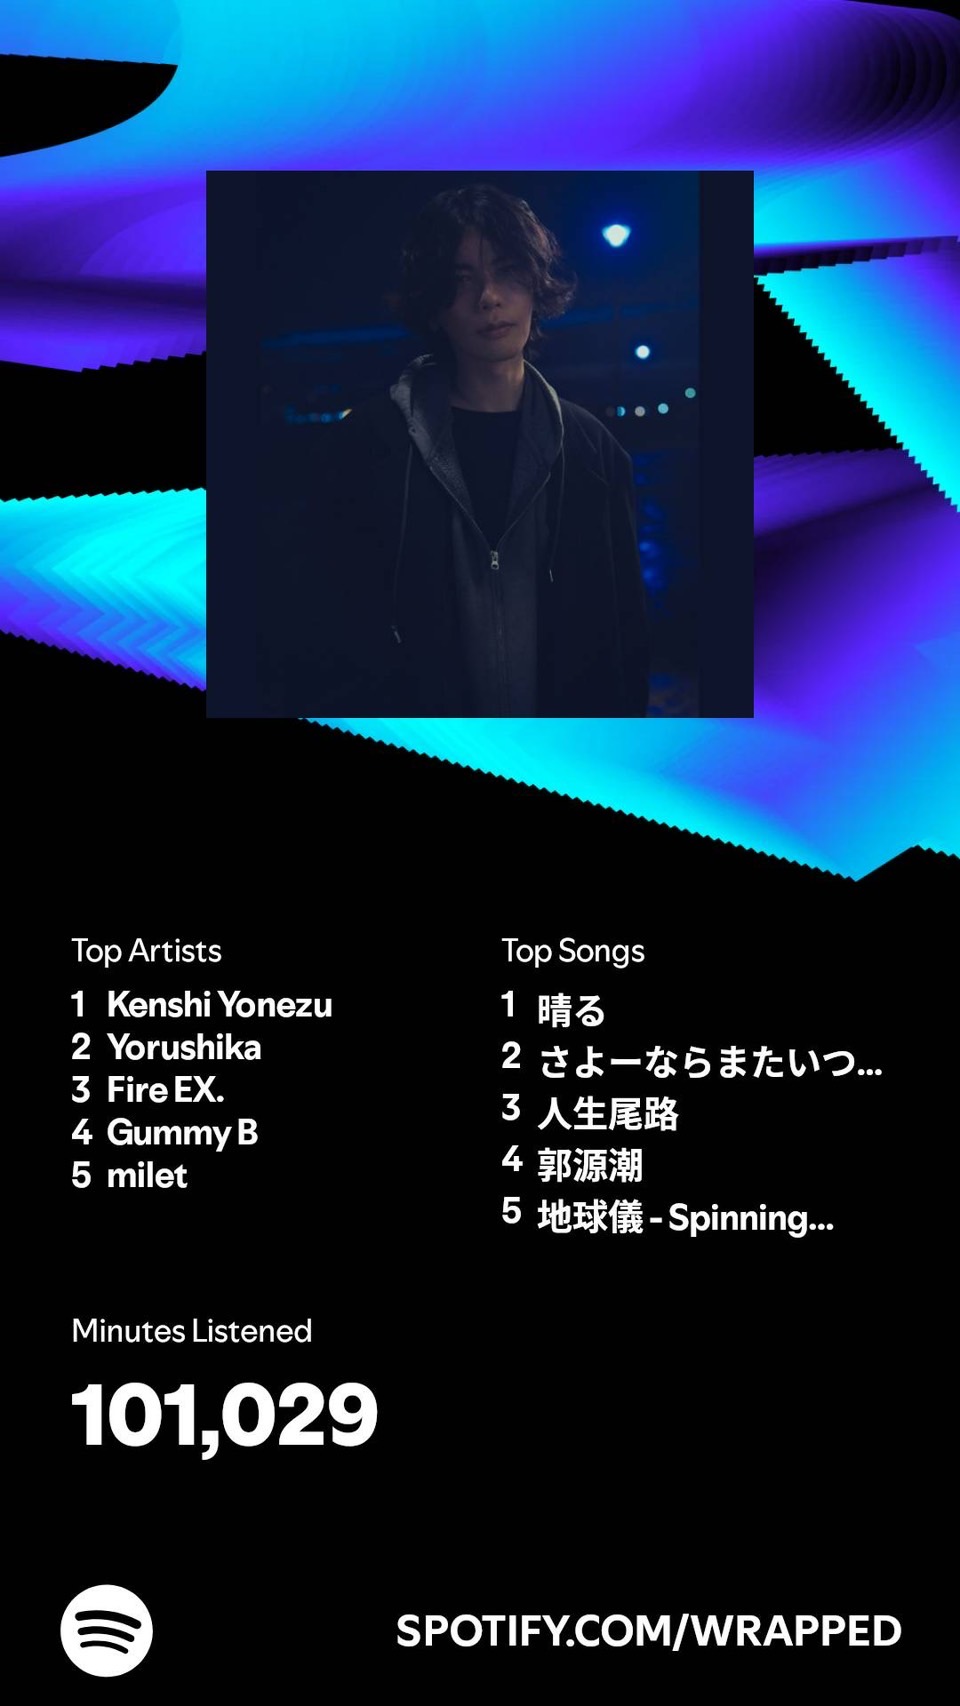 Top Artists
1 Kenshi Yonezu
2 Yorushika
3 Fire EX.
4 Gummy B
5 milet
Top Songs
1 晴る
2 さよーならまたいつ...
3 人生尾路
4 郭源潮
5 地球儀 - Spinning...
Minutes Listened
101,029
SPOTIFY.COM/WRAPPED